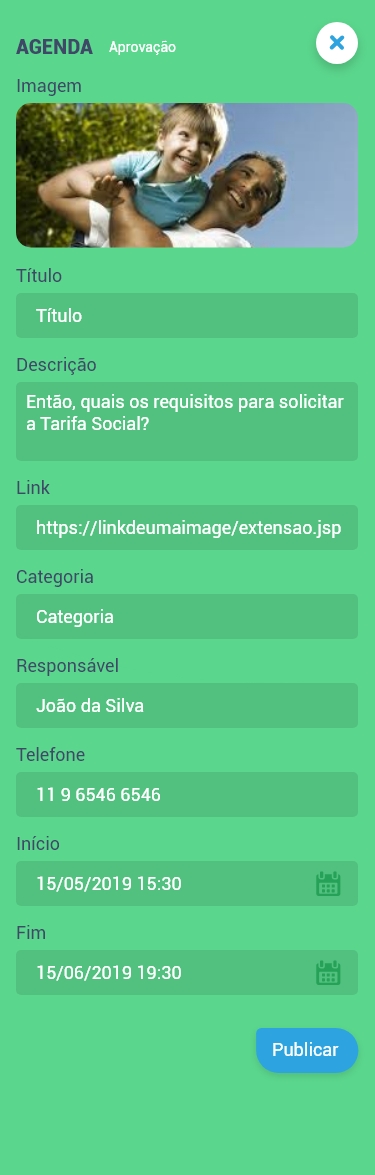 AGENDA Aprovação
Imagem
Título
Título
Descrição
Então, quais os requisitos para solicitar
a Tarifa Social?
Link
https://linkdeumaimage/extensao.jsp
Categoria
Categoria
Responsável
João da Silva
Telefone
11 9 6546 6546
Início
15/05/2019 15:30
Fim
15/06/2019 19:30
Publicar